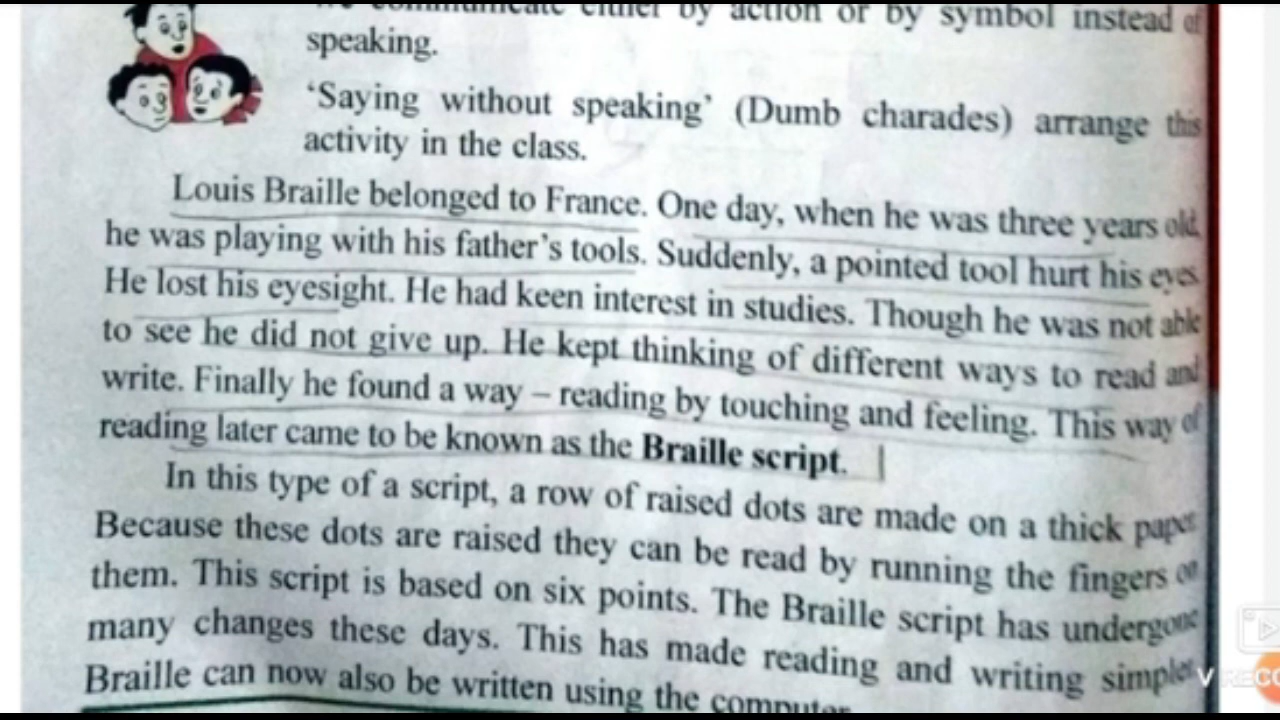 we communicate either by action or by symbol instead of
speaking.
‘Saying without speaking’ (Dumb charades) arrange this
activity in the class.
Louis Braille belonged to France. One day, when he was three years old,
he was playing with his father’s tools. Suddenly, a pointed tool hurt his eyes.
He lost his eyesight. He had keen interest in studies. Though he was not able
to see he did not give up. He kept thinking of different ways to read and
write. Finally he found a way – reading by touching and feeling. This way of
reading later came to be known as the Braille script.
In this type of a script, a row of raised dots are made on a thick paper.
Because these dots are raised they can be read by running the fingers on
them. This script is based on six points. The Braille script has undergone
many changes these days. This has made reading and writing simpler.
Braille can now also be written using the computer.
V RECO